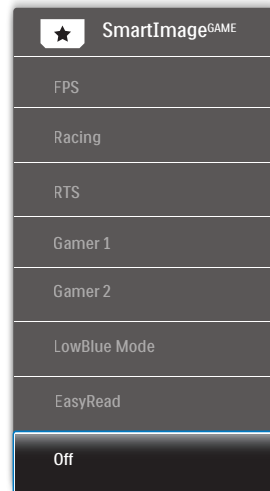 SmartImageGAME
FPS
Racing
RTS
Gamer 1
Gamer 2
LowBlue Mode
EasyRead
Off